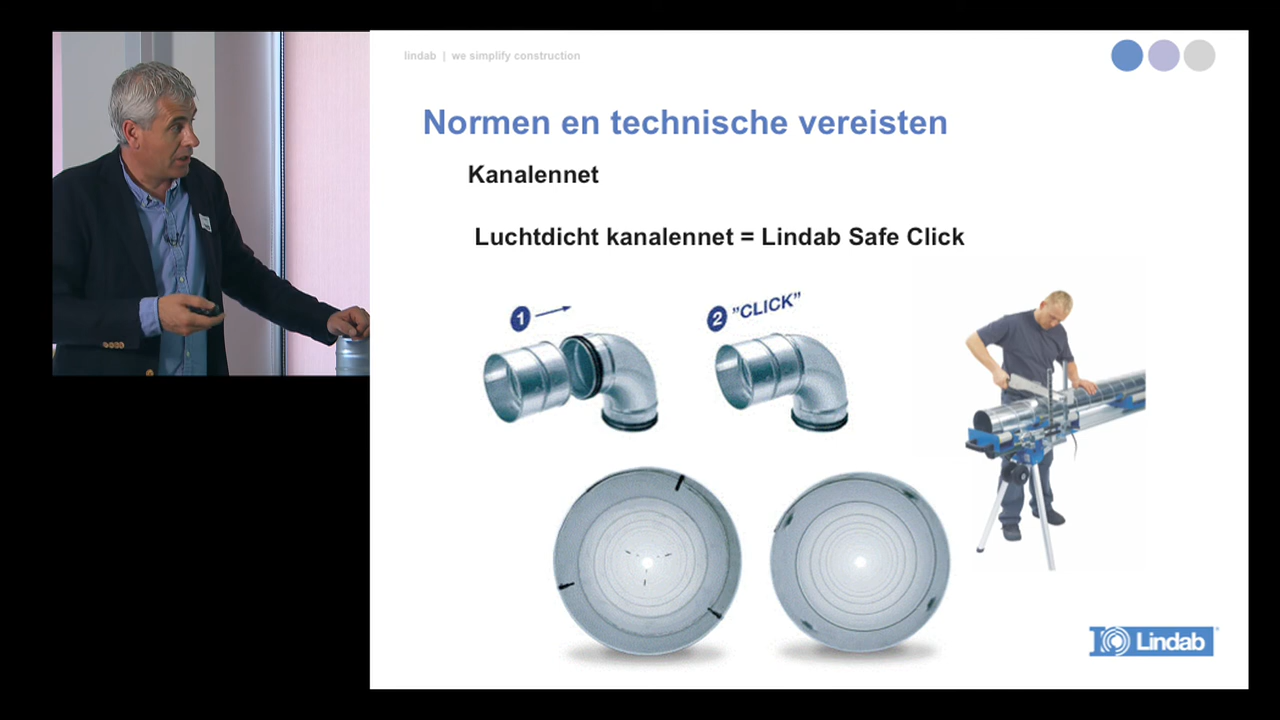 lindab | we simplify construction
Normen en technische vereisten
Kanalennet
Luchtdicht kanalennet = Lindab Safe Click
1
2 ”CLICK”
Lindab